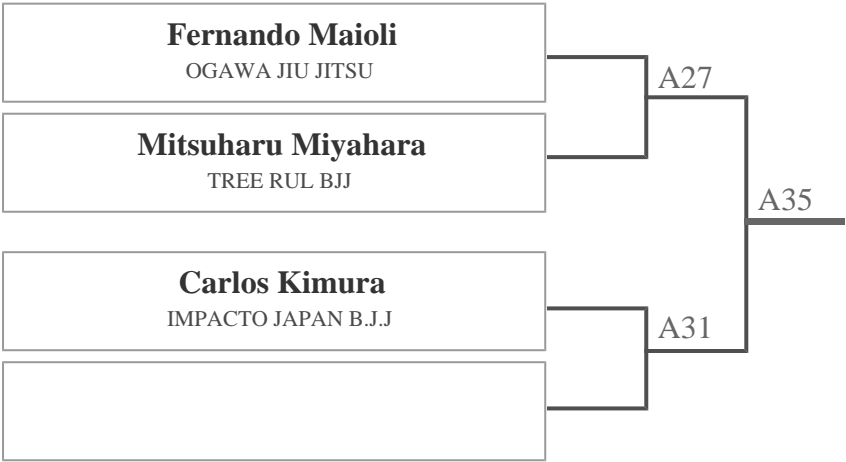 Fernando Maioli
OGAWA JIU JITSU
A27
Mitsuharu Miyahara
TREE RUL BJJ
A35
Carlos Kimura
IMPACTO JAPAN B.J.J
A31